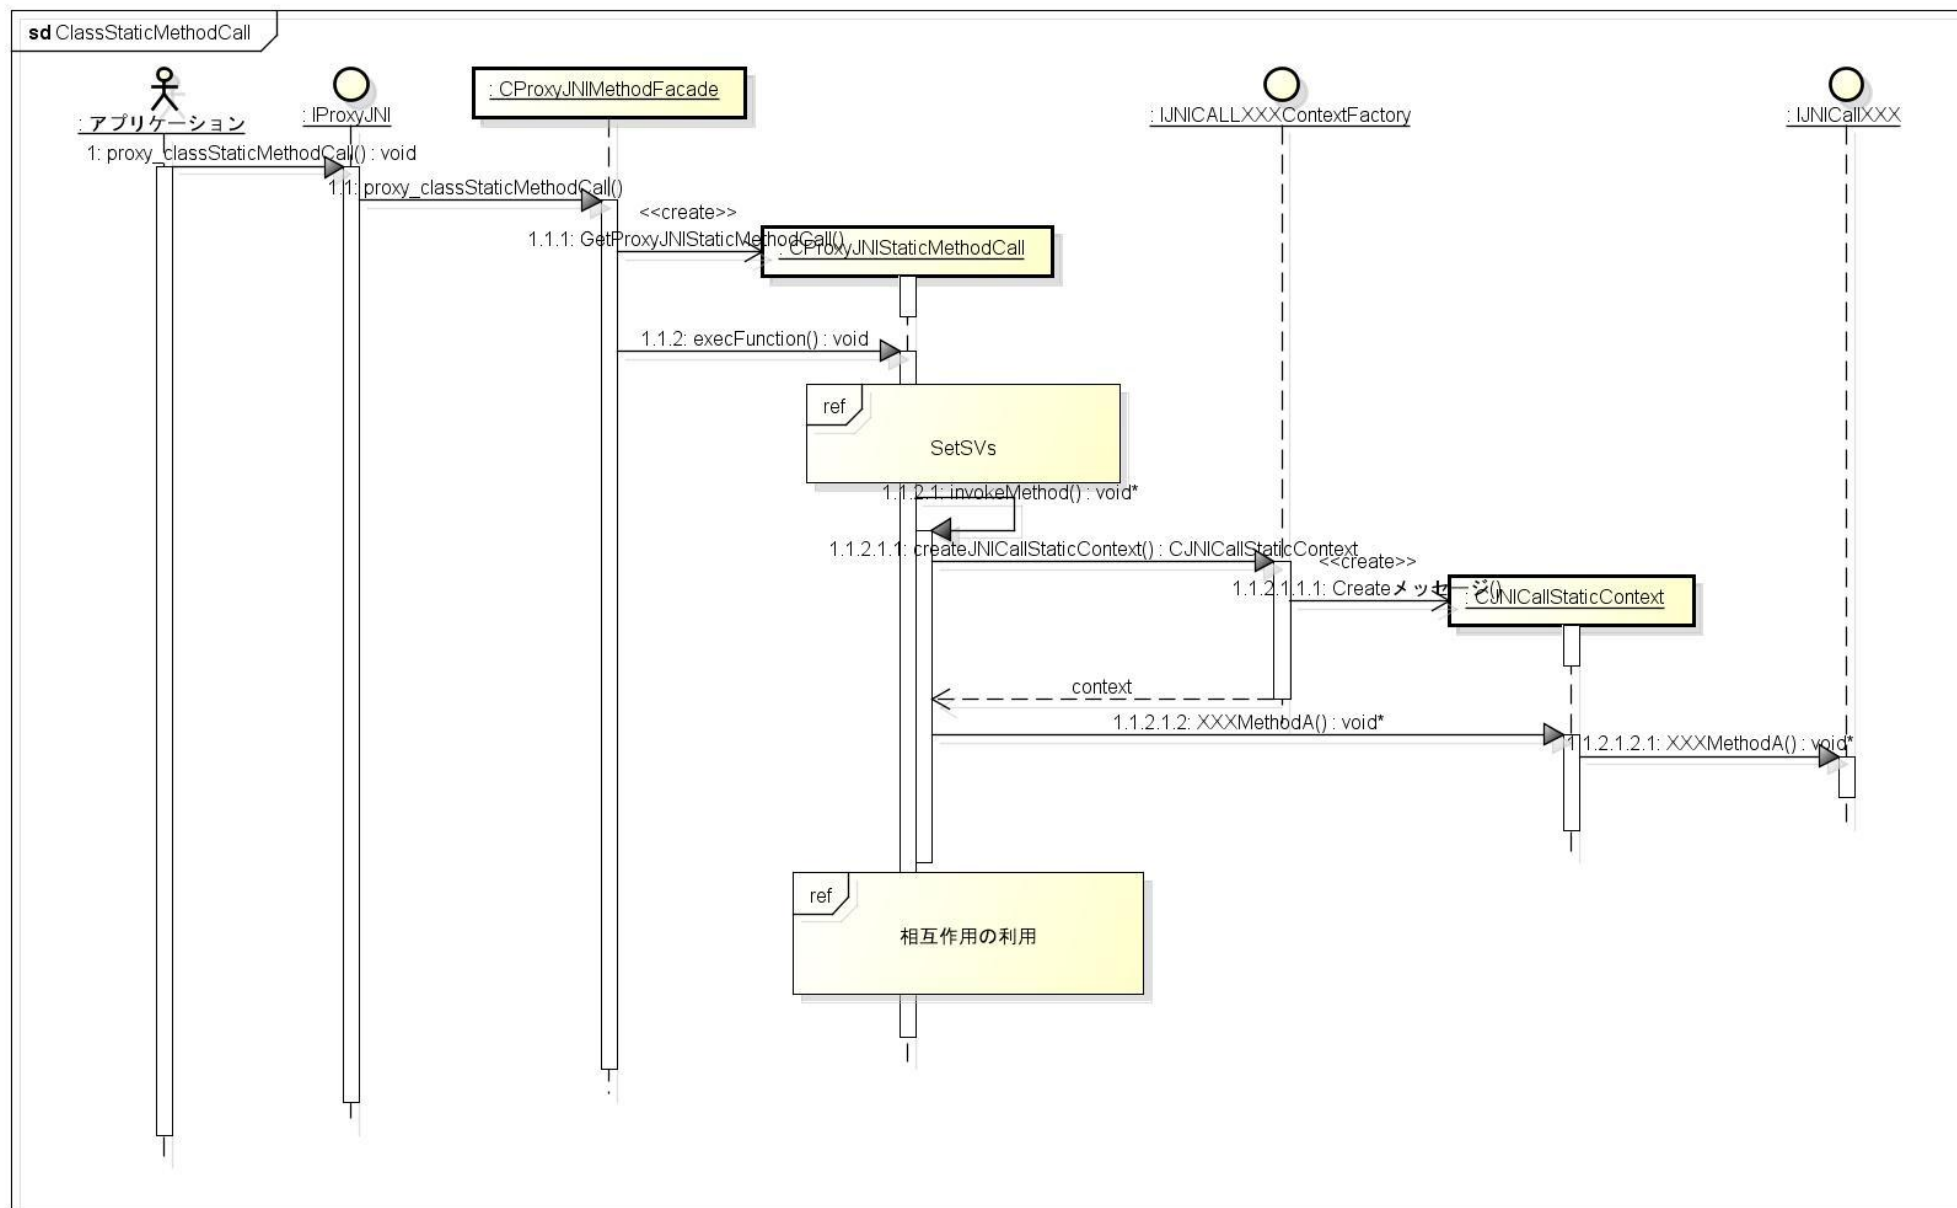 sd ClassStaticMethodCall
: アプリケーション
: IProxyJNI
: CProxyJNIMethodFacade
: IJNICALLXXXContextFactory
: IJNICallXXX
1: proxy_classStaticMethodCall() : void
1.1: proxy_classStaticMethodCall()
<<create>>
1.1.1: GetProxyJNIStaticMethodCall()
: CProxyJNIStaticMethodCall
1.1.2: execFunction() : void
ref
SetSVs
1.1.2.1: invokeMethod() : void*
1.1.2.1.1: createJNICallStaticContext() : CJNICallStaticContext
<<create>>
1.1.2.1.1.1: Createメッセージ()
: CJNICallStaticContext
context
1.1.2.1.2: XXXMethodA() : void*
1.1.2.1.2.1: XXXMethodA() : void*
ref
相互作用の利用